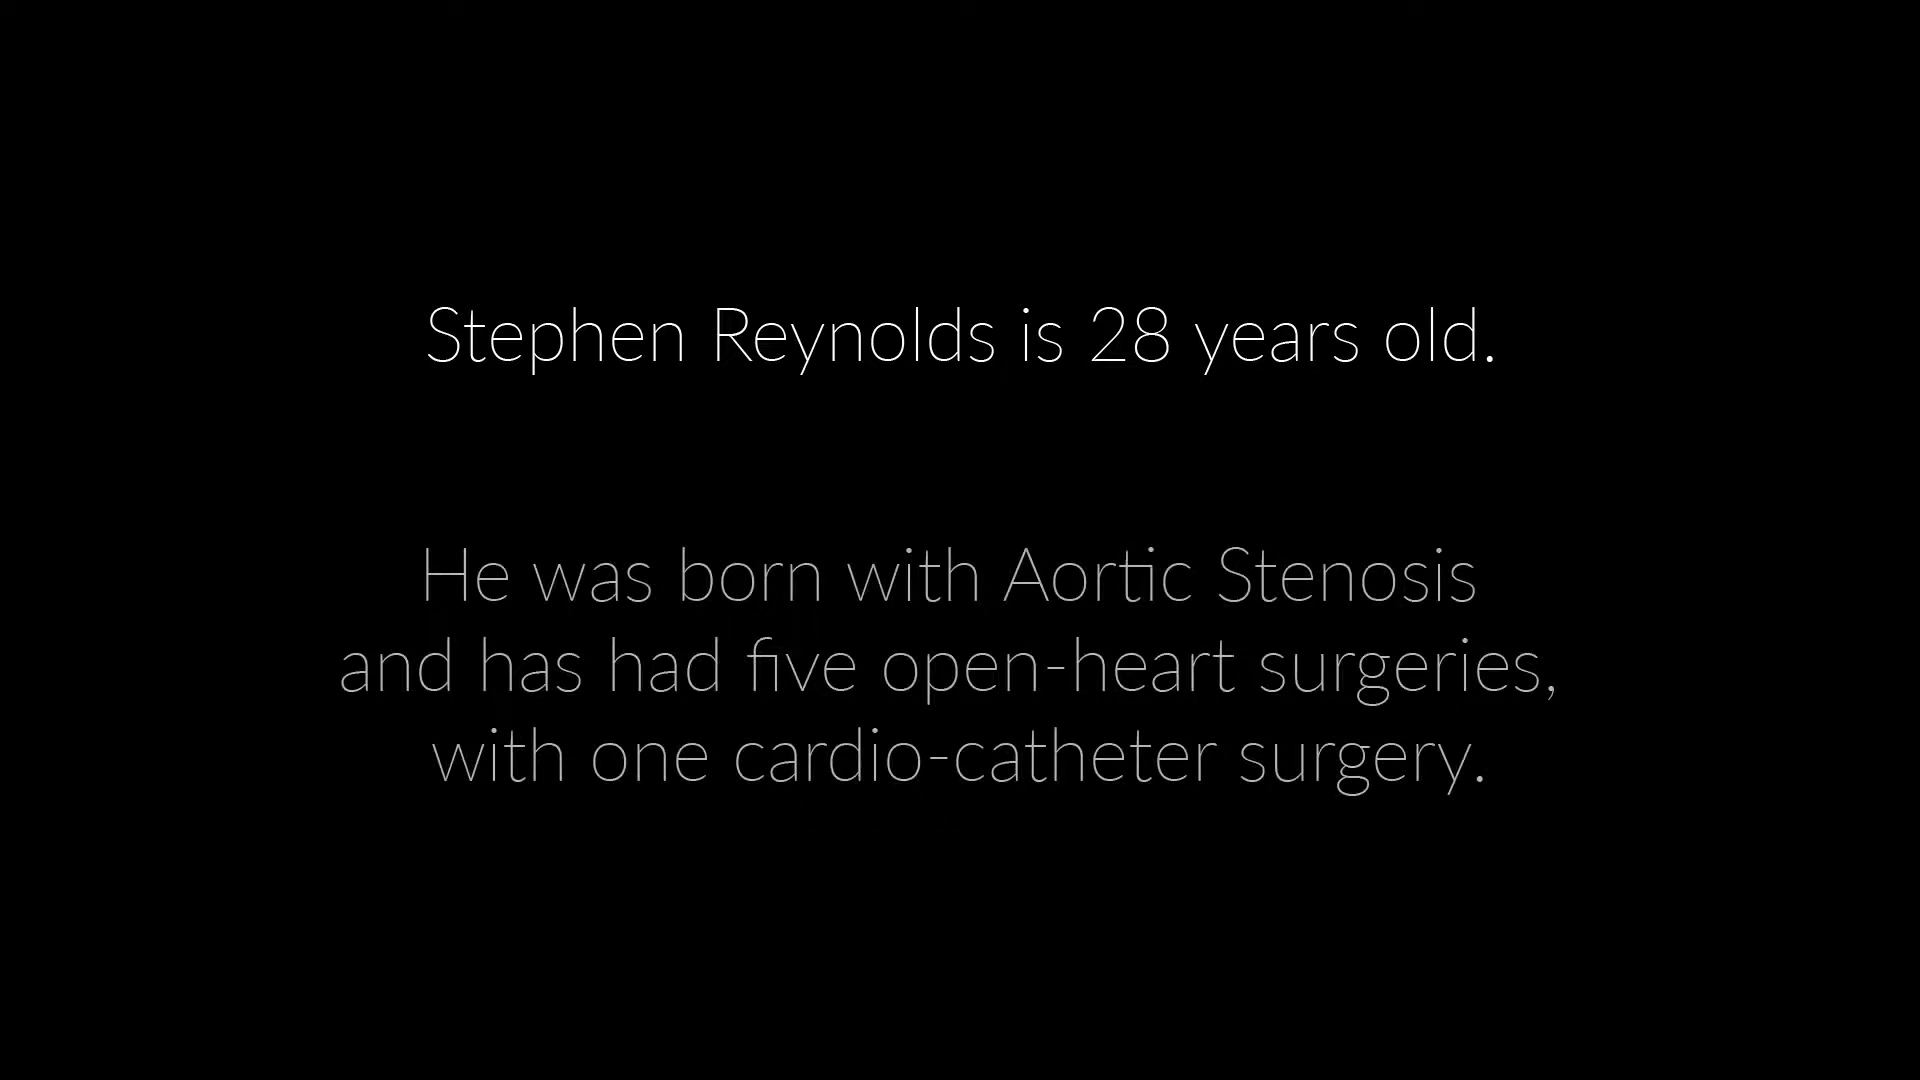 Stephen Reynolds is 28 years old.
He was born with Aortic Stenosis
and has had five open-heart surgeries,
with one cardio-catheter surgery.